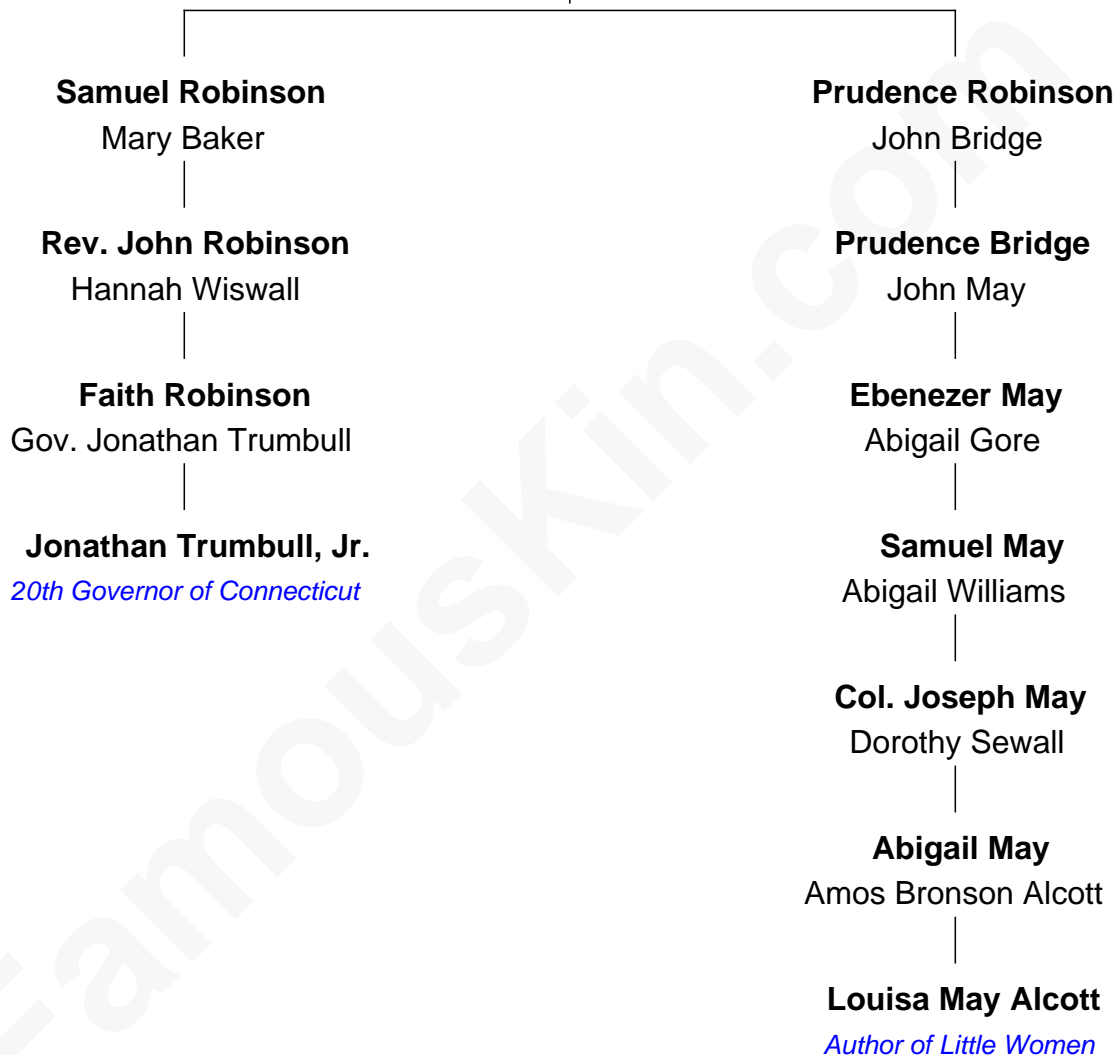 Samuel Robinson
Mary Baker
Rev. John Robinson
Hannah Wiswall
Faith Robinson
Gov. Jonathan Trumbull
Jonathan Trumbull, Jr.
20th Governor of Connecticut
Prudence Robinson
John Bridge
Prudence Bridge
John May
Ebenezer May
Abigail Gore
Samuel May
Abigail Williams
Col. Joseph May
Dorothy Sewall
Abigail May
Amos Bronson Alcott
Louisa May Alcott
Author of Little Women
FamousKin.com